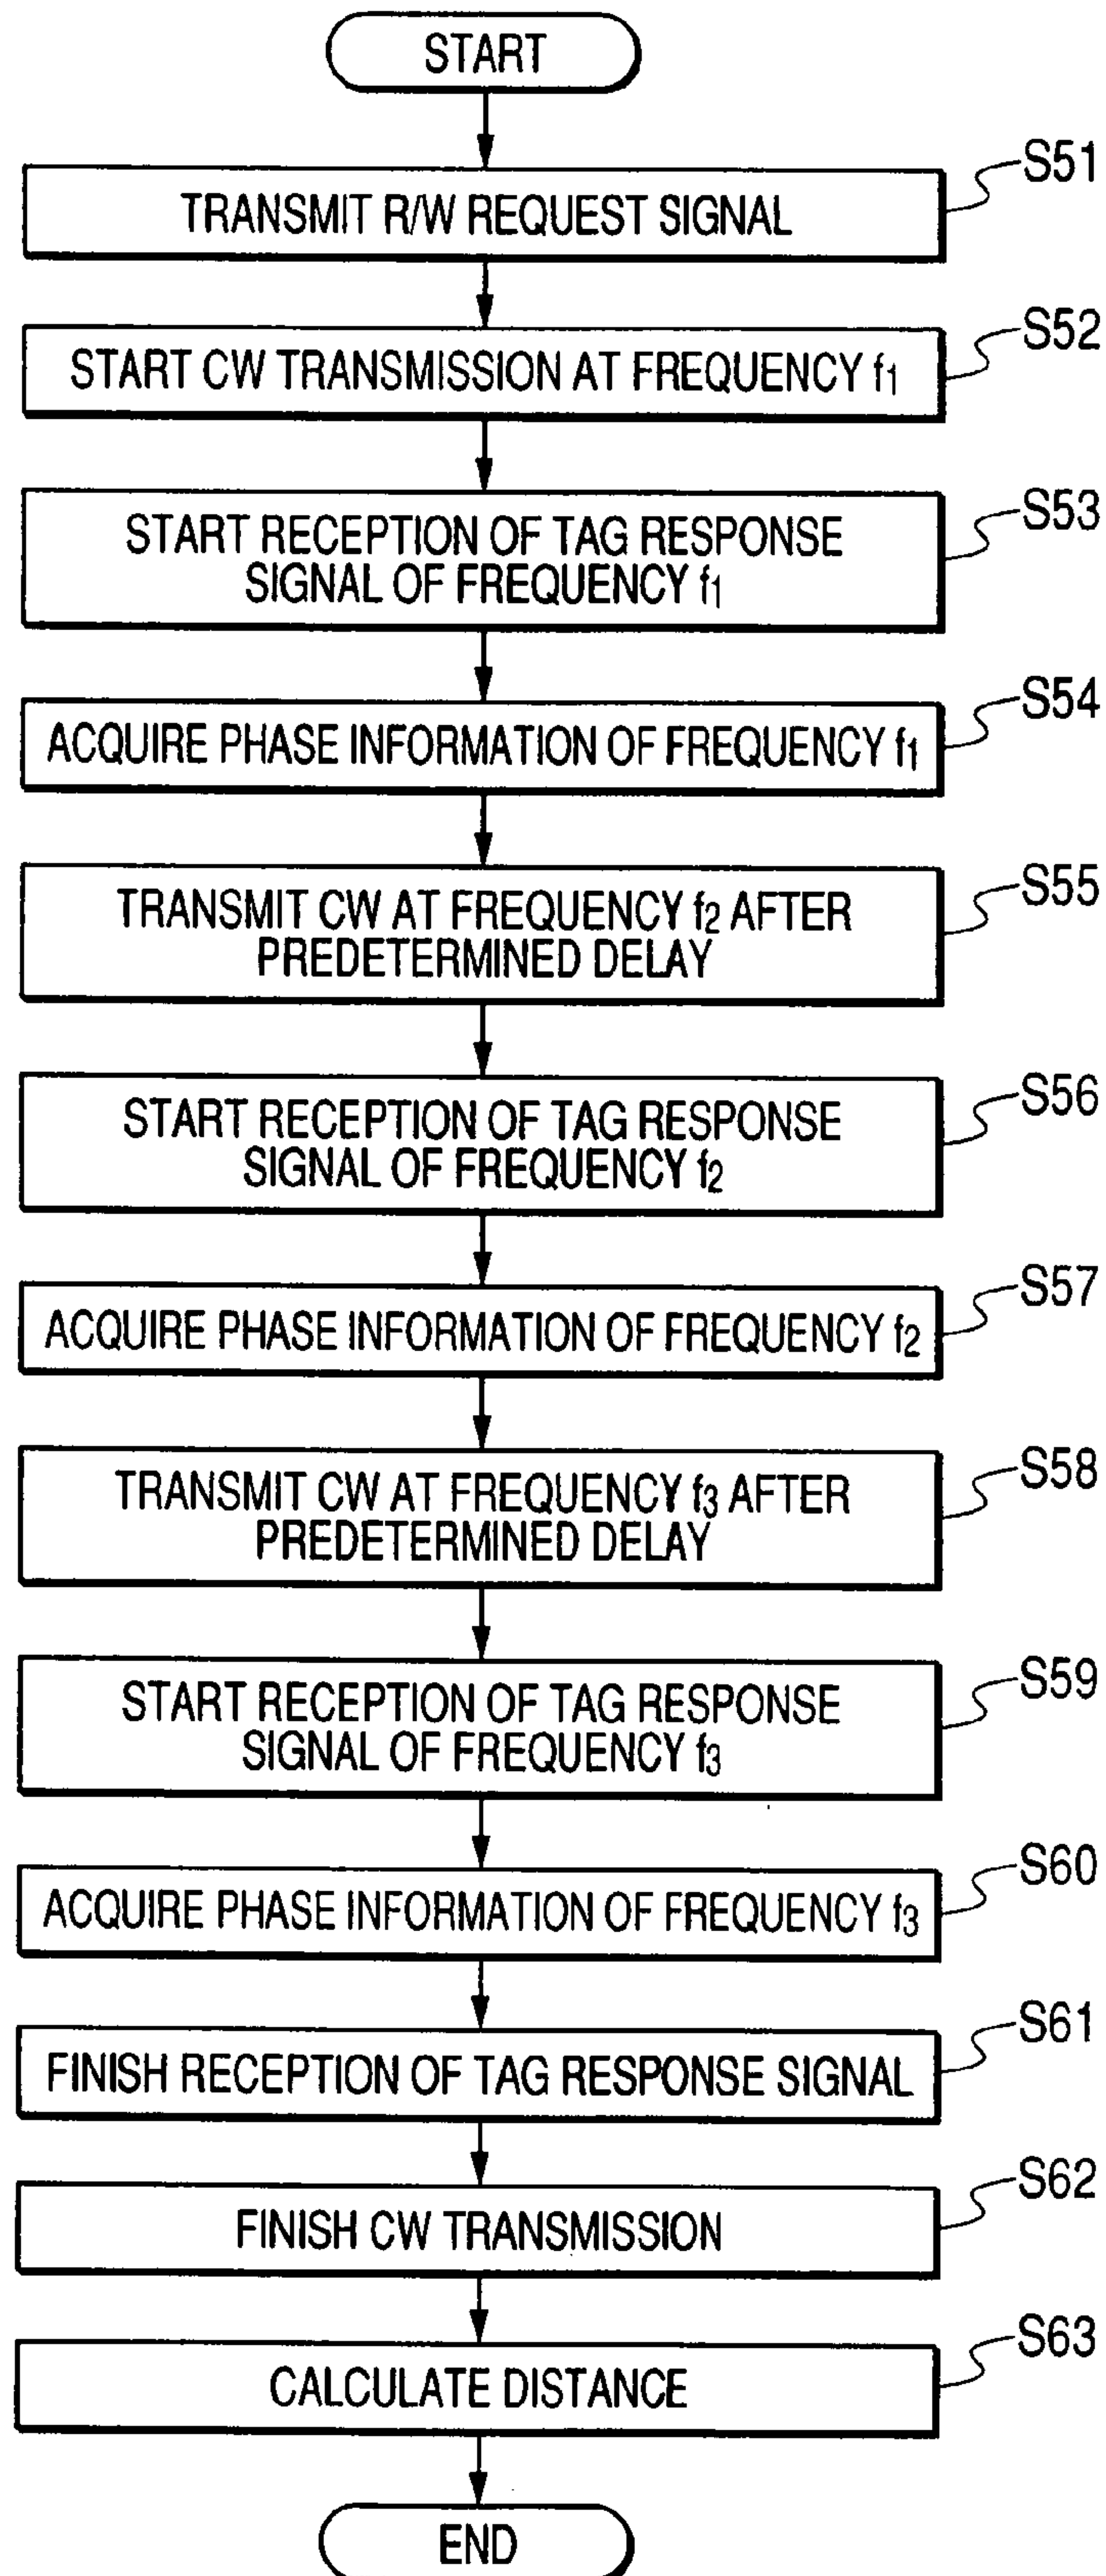 START
S51
TRANSMIT R/W REQUEST SIGNAL
S52
START CW TRANSMISSION AT FREQUENCY f1
S53
START RECEPTION OF TAG RESPONSE
SIGNAL OF FREQUENCY f1
S54
ACQUIRE PHASE INFORMATION OF FREQUENCY f1
S55
TRANSMIT CW AT FREQUENCY f2 AFTER
PREDETERMINED DELAY
S56
START RECEPTION OF TAG RESPONSE
SIGNAL OF FREQUENCY f2
S57
ACQUIRE PHASE INFORMATION OF FREQUENCY f2
S58
TRANSMIT CW AT FREQUENCY f3 AFTER
PREDETERMINED DELAY
S59
START RECEPTION OF TAG RESPONSE
SIGNAL OF FREQUENCY f3
S60
ACQUIRE PHASE INFORMATION OF FREQUENCY f3
S61
FINISH RECEPTION OF TAG RESPONSE SIGNAL
S62
FINISH CW TRANSMISSION
S63
CALCULATE DISTANCE
END